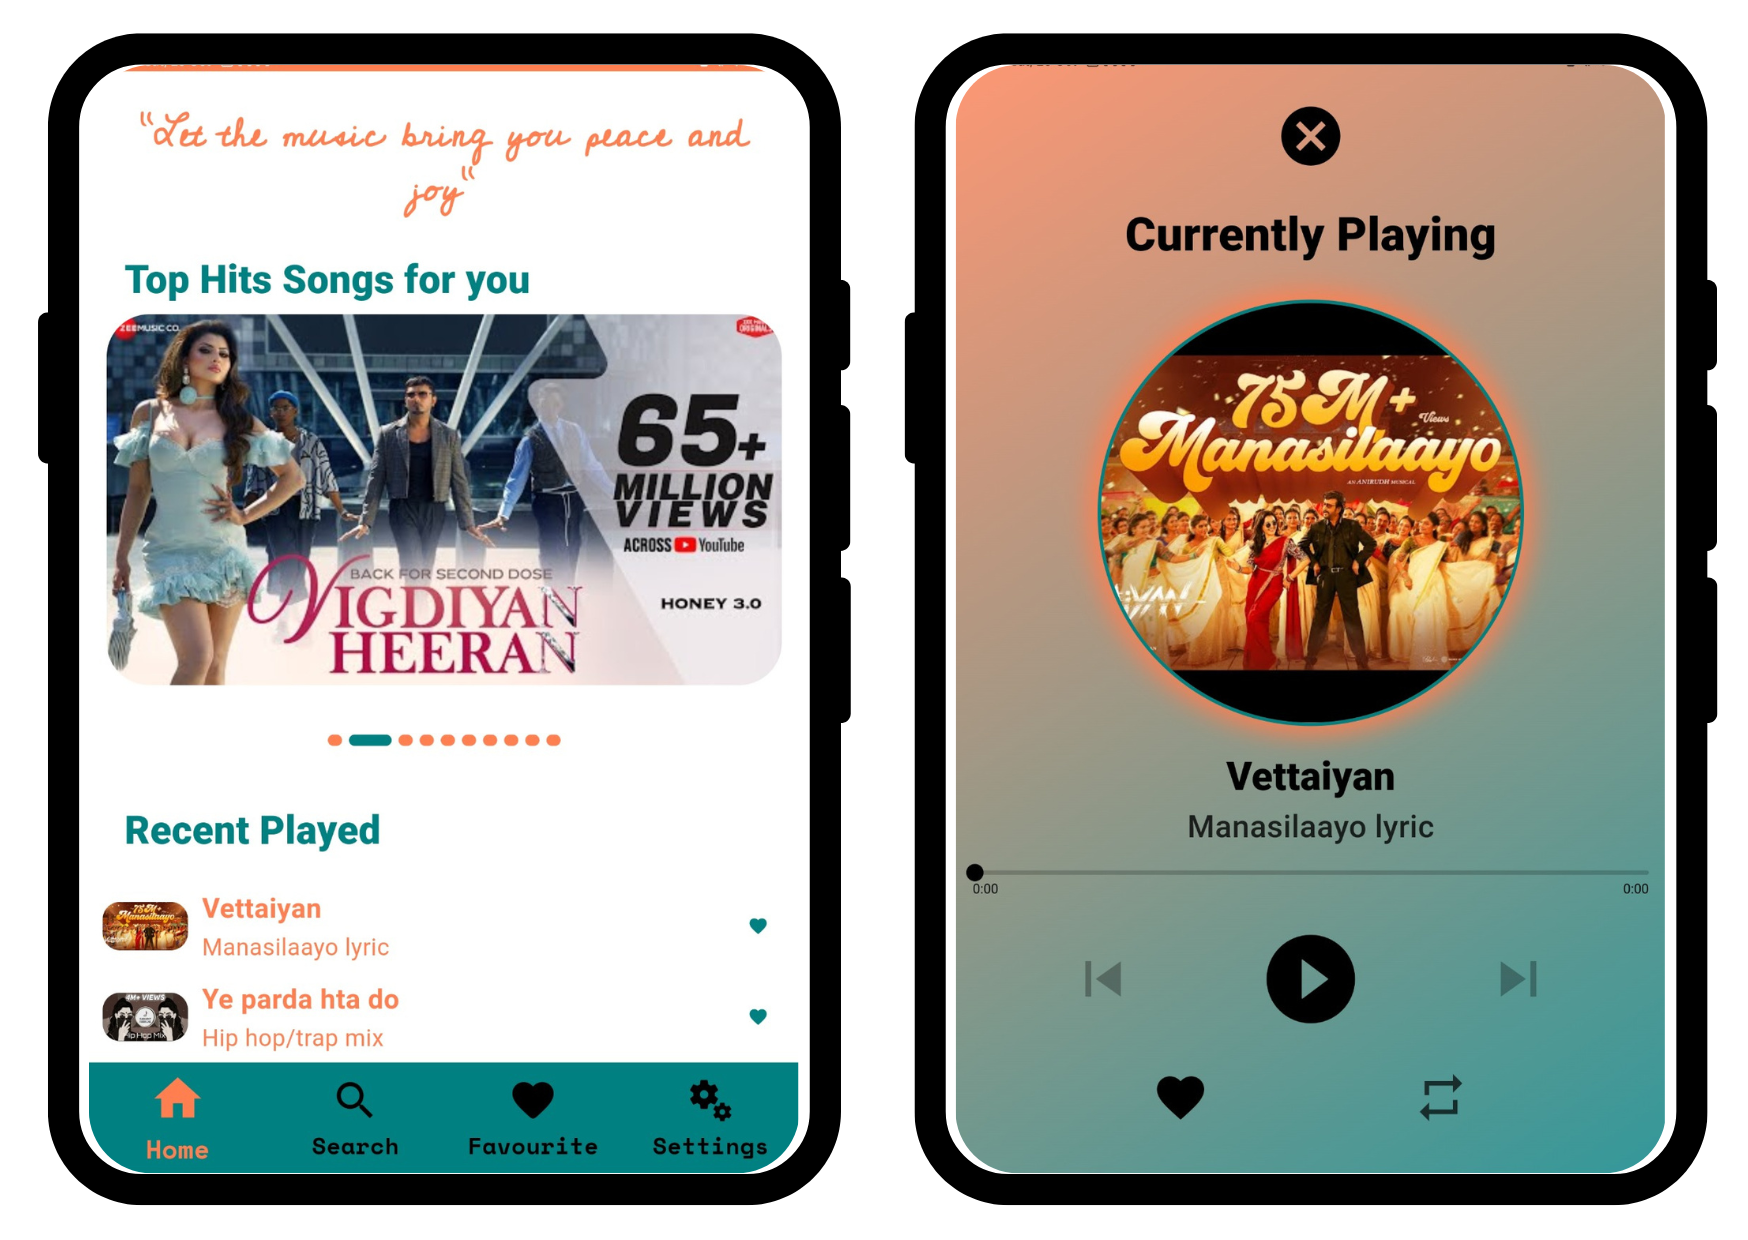 "Let the music bring you peace and
joy"
Top Hits Songs for you
ZEE MUSIC CO.
ORIGINALS
65+
MILLION
VIEWS
ACROSS YouTube
BACK FOR SECOND DOSE
VIGDIYAN
HEERAN
HONEY 3.0
Recent Played
Vettaiyan
Manasilaayo lyric
Ye parda hta do
Hip hop/trap mix
Home
Search
Favourite
Settings
Currently Playing
75M+
Views
Manasilaayo
AN ANIRUDH MUSICAL
Vettaiyan
Manasilaayo lyric
0:00
0:00